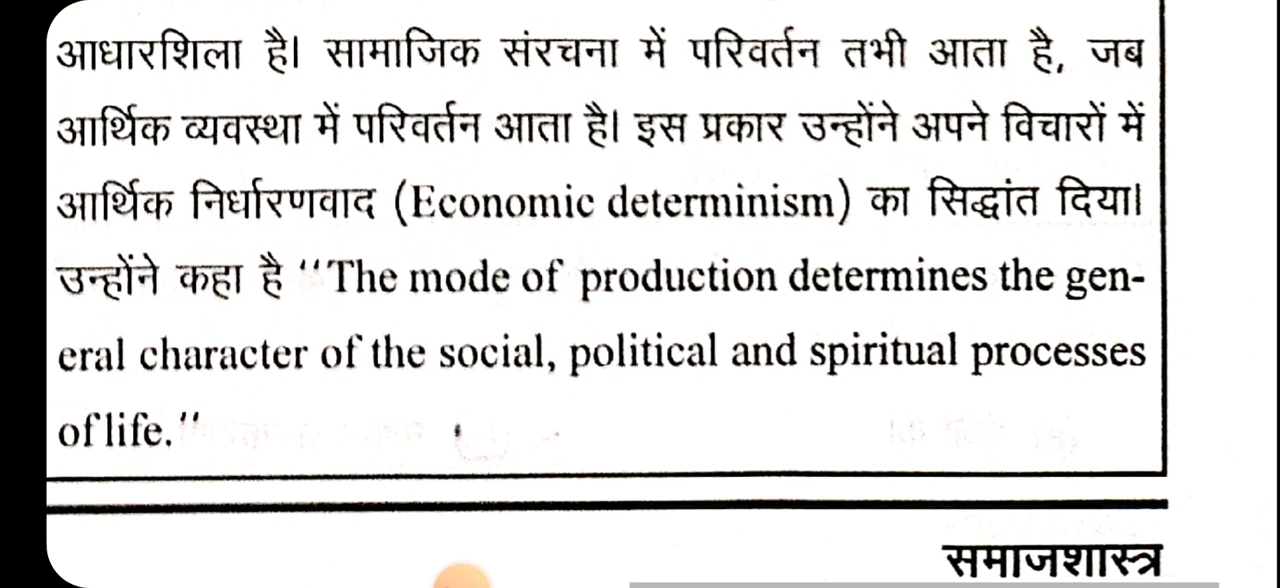 आधारशिला है। सामाजिक संरचना में परिवर्तन तभी आता है, जब
आर्थिक व्यवस्था में परिवर्तन आता है। इस प्रकार उन्होंने अपने विचारों में
आर्थिक निर्धारणवाद (Economic determinism) का सिद्धांत दिया।
उन्होंने कहा है ‘‘The mode of production determines the gen-
eral character of the social, political and spiritual processes
of life.’’
समाजशास्त्र